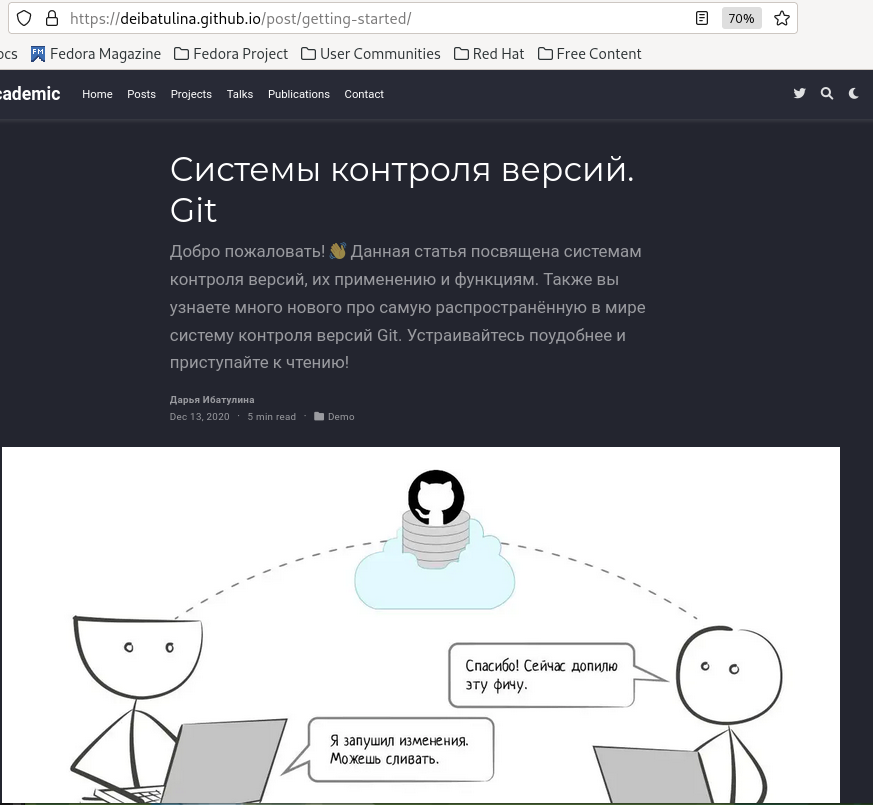 https://deibatulina.github.io/post/getting-started/
70%
ocs Fedora Magazine Fedora Project User Communities Red Hat Free Content
cademic Home Posts Projects Talks Publications Contact
Системы контроля версий.
Git
Добро пожаловать! 👋 Данная статья посвящена системам
контроля версий, их применению и функциям. Также вы
узнаете много нового про самую распространённую в мире
систему контроля версий Git. Устраивайтесь поудобнее и
приступайте к чтению!
Дарья Ибатулина
Dec 13, 2020 · 5 min read · Demo
Спасибо! Сейчас допилю
эту фичу.
Я запушил изменения.
Можешь сливать.